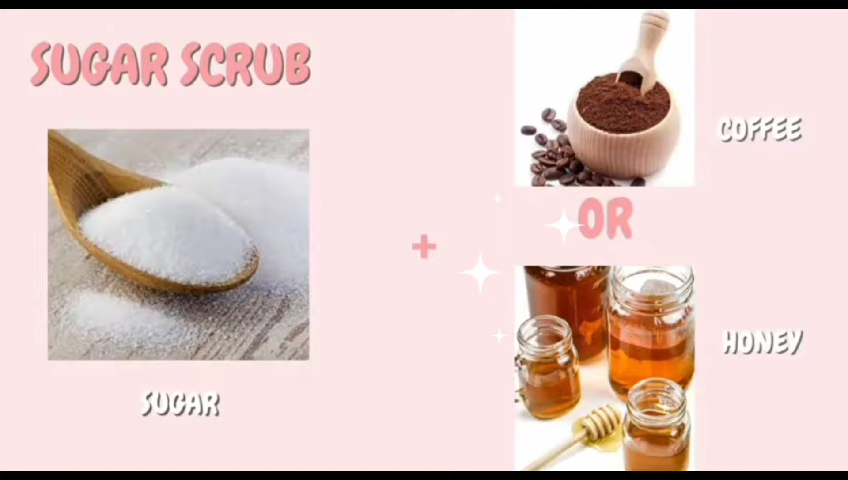 SUGAR SCRUB
SUGAR
+
COFFEE
OR
HONEY